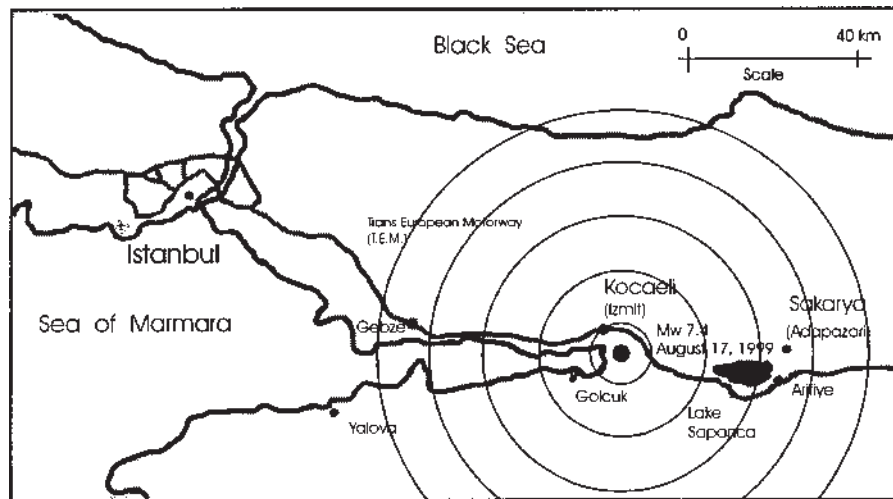 Black Sea
0 40 km
Scale
Trans European Motorway
(T.E.M.)
Istanbul
Kocaeli
(Izmit)
Sakarya
(Adapazari)
Sea of Marmara
Gebze
Mw 7.4
August 17, 1999
Golcuk
Arifiye
Lake
Sapanca
Yalova